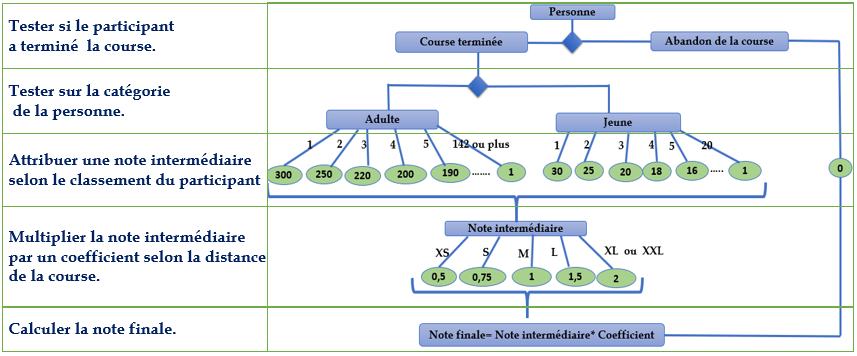 Personne
Tester si le participant
a terminé la course.
Course terminée
Abandon de la course
Tester sur la catégorie
de la personne.
Adulte
Jeune
1 2 3 4 5 142 ou plus
1 2 3 4 5 20
Attribuer une note intermédiaire
selon le classement du participant
300 250 220 200 190 ....... 1
30 25 20 18 16 ..... 1
0
Note intermédiaire
Multiplier la note intermédiaire
par un coefficient selon la distance
de la course.
XS S M L XL ou XXL
0,5 0,75 1 1,5 2
Calculer la note finale.
Note finale= Note intermédiaire* Coefficient